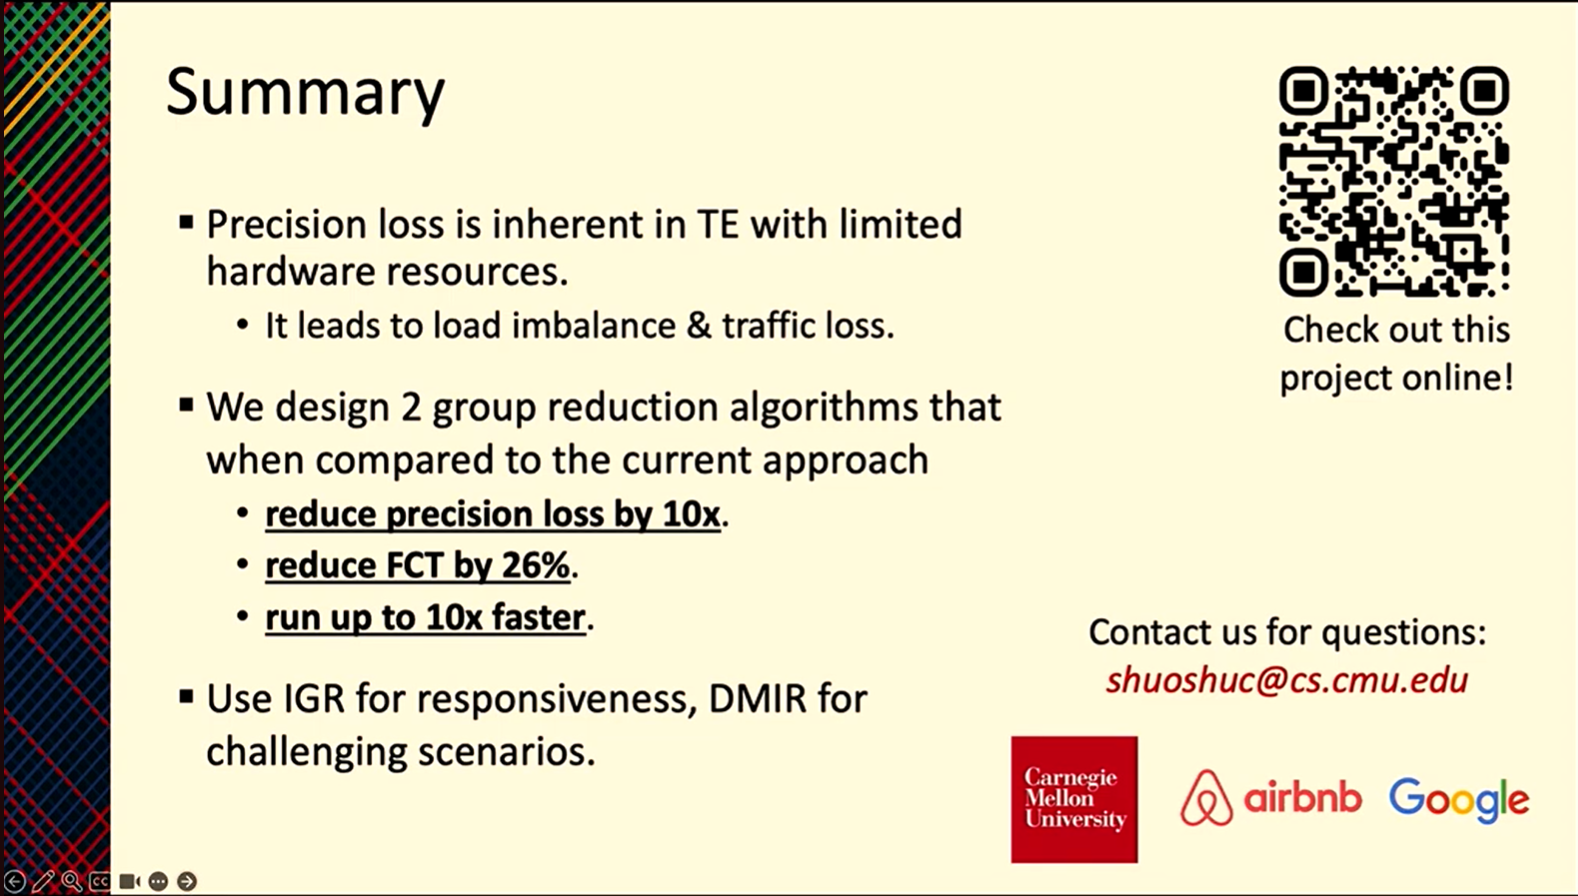 Summary
▪ Precision loss is inherent in TE with limited
hardware resources.
• It leads to load imbalance & traffic loss.
▪ We design 2 group reduction algorithms that
when compared to the current approach
• reduce precision loss by 10x.
• reduce FCT by 26%.
• run up to 10x faster.
▪ Use IGR for responsiveness, DMIR for
challenging scenarios.
Check out this
project online!
Contact us for questions:
shuoshuc@cs.cmu.edu
Carnegie
Mellon
University
airbnb
Google
CC